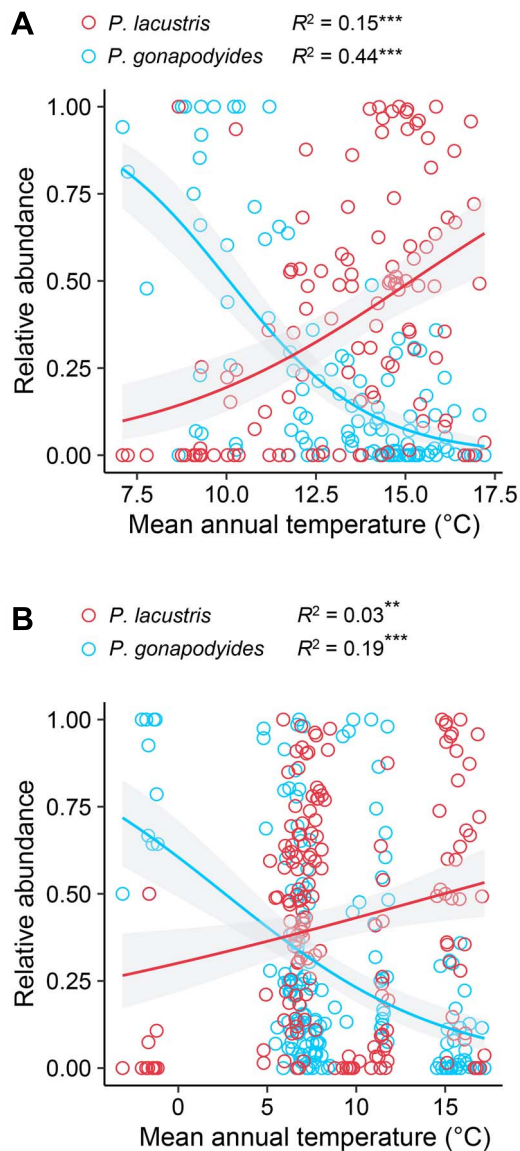 A
P. lacustris R² = 0.15***
P. gonapodyides R² = 0.44***
1.00
0.75
0.50
0.25
0.00
Relative abundance
7.5 10.0 12.5 15.0 17.5
Mean annual temperature (°C)
B
P. lacustris R² = 0.03**
P. gonapodyides R² = 0.19***
1.00
0.75
0.50
0.25
0.00
Relative abundance
0 5 10 15
Mean annual temperature (°C)